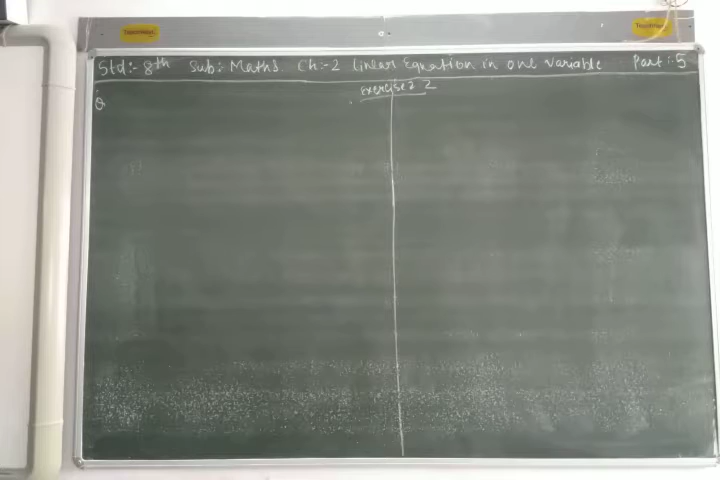 Std:- 8th Sub:- Maths Ch:-2 linear Equation in one variable Part:-5
exercise 2.2
Q